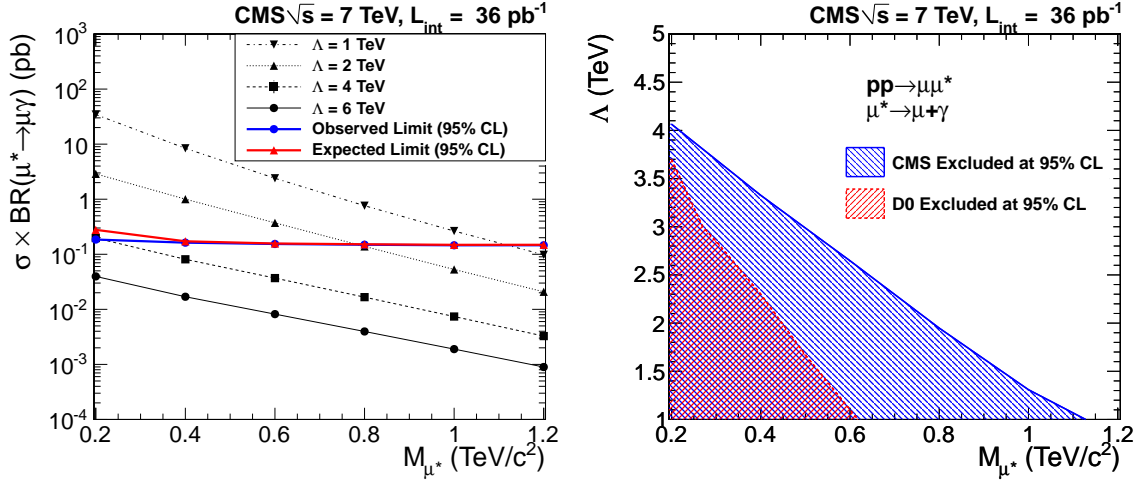 CMS √s = 7 TeV, L_int = 36 pb^-1
σ × BR(μ*→μγ) (pb)
10^3
10^2
10
1
10^-1
10^-2
10^-3
10^-4
Λ = 1 TeV
Λ = 2 TeV
Λ = 4 TeV
Λ = 6 TeV
Observed Limit (95% CL)
Expected Limit (95% CL)
0.2 0.4 0.6 0.8 1 1.2
M_μ* (TeV/c^2)
CMS √s = 7 TeV, L_int = 36 pb^-1
Λ (TeV)
5
4.5
4
3.5
3
2.5
2
1.5
1
pp→μμ*
μ*→μ+γ
CMS Excluded at 95% CL
D0 Excluded at 95% CL
0.2 0.4 0.6 0.8 1 1.2
M_μ* (TeV/c^2)